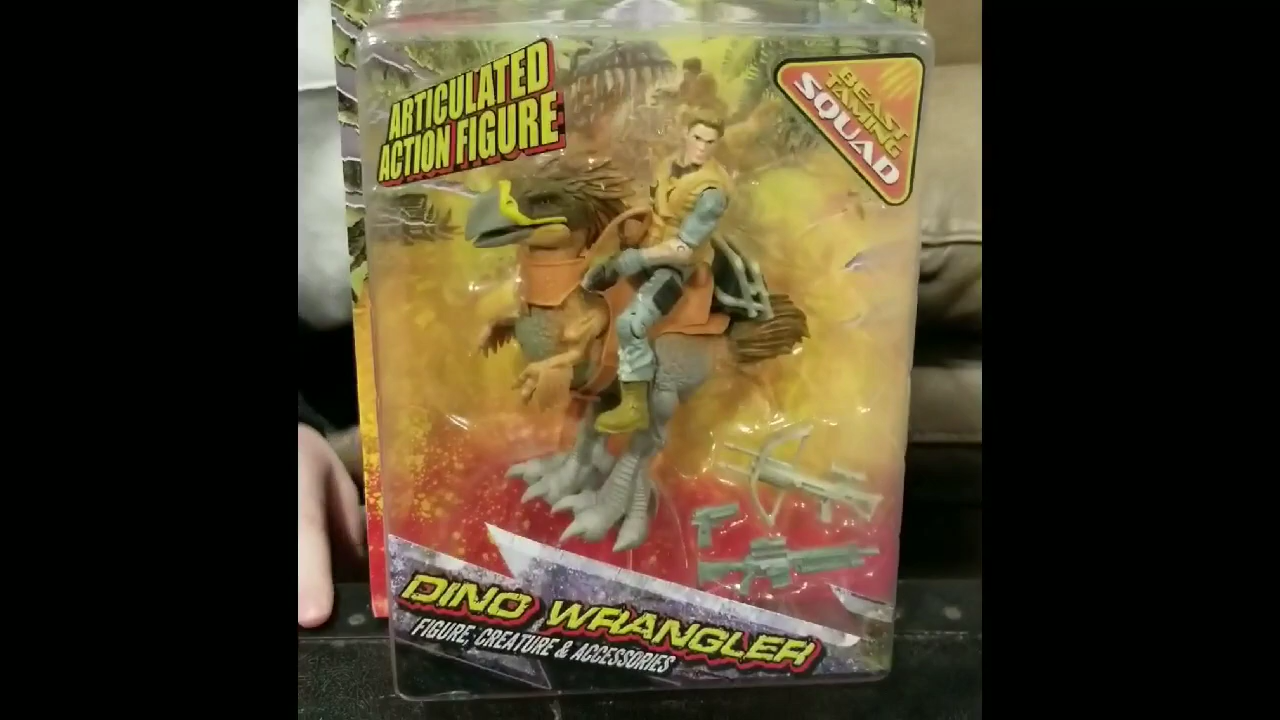 ARTICULATED
ACTION FIGURE
BEAST
TAMING
SQUAD
DINO WRANGLER
FIGURE, CREATURE & ACCESSORIES